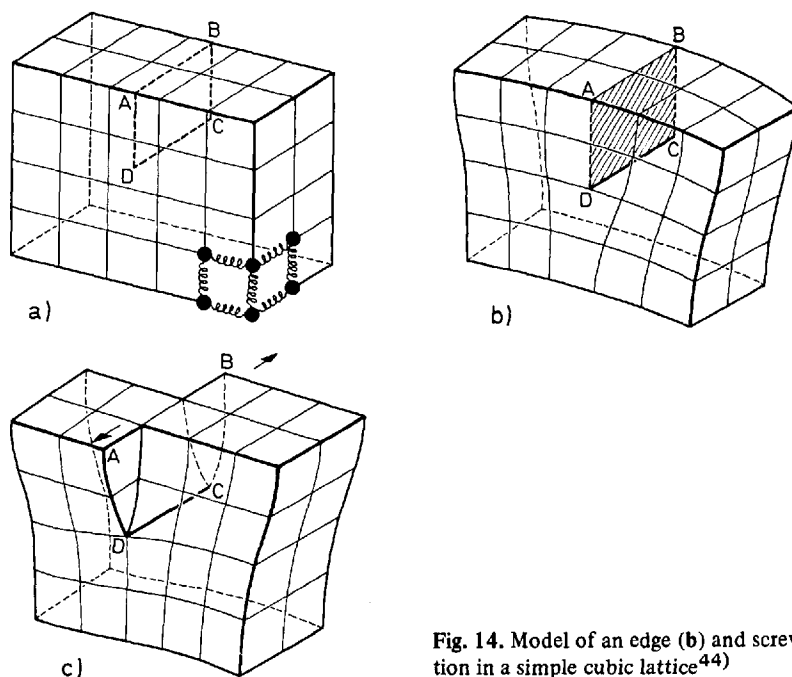 B
A
C
D
a)
B
A
C
D
b)
B
A
C
D
c)
Fig. 14. Model of an edge (b) and screw
tion in a simple cubic lattice44)